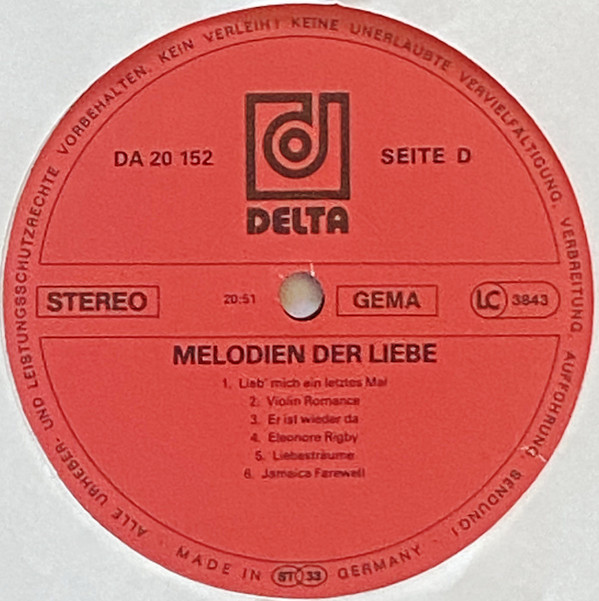 ALLE URHEBER- UND LEISTUNGSSCHUTZRECHTE VORBEHALTEN. KEIN VERLEIH! KEINE UNERLAUBTE VERVIELFÄLTIGUNG, VERBREITUNG, AUFFÜHRUNG, SENDUNG!
DA 20 152
SEITE D
DELTA
STEREO
20:51
GEMA
LC 3843
MELODIEN DER LIEBE
1. Lieb' mich ein letztes Mal
2. Violin Romance
3. Er ist wieder da
4. Eleonore Rigby
5. Liebesträume
6. Jamaica Farewell
· MADE IN ST 33 GERMANY ·